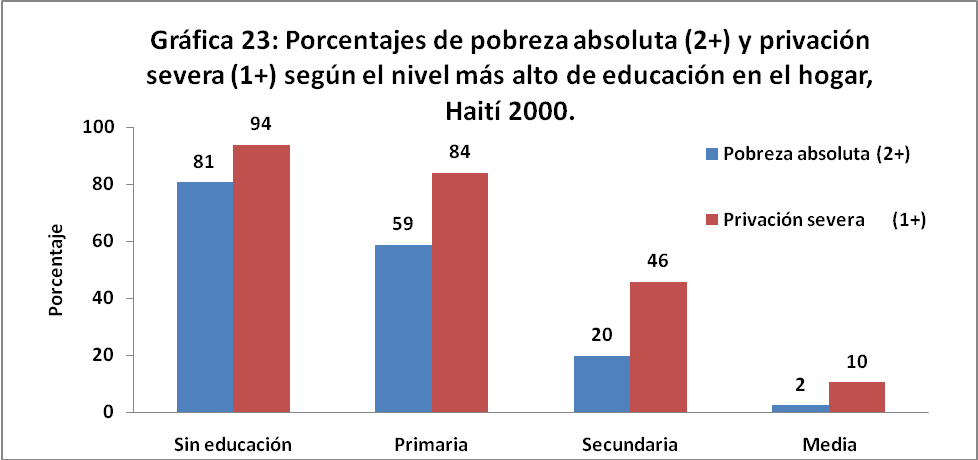 Gráfica 23: Porcentajes de pobreza absoluta (2+) y privación
severa (1+) según el nivel más alto de educación en el hogar,
Haití 2000.
Porcentaje
100
80
60
40
20
0
81
94
59
84
20
46
2
10
Sin educación
Primaria
Secundaria
Media
Pobreza absoluta (2+)
Privación severa (1+)